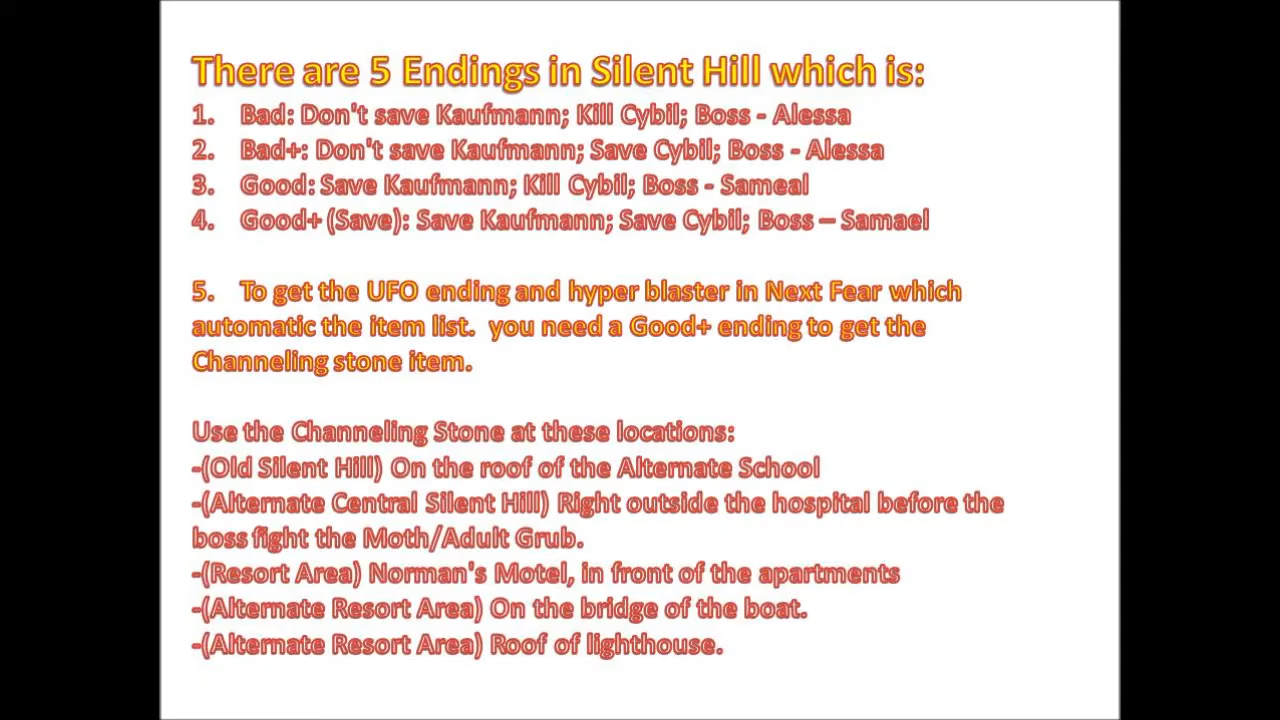 There are 5 Endings in Silent Hill which is:
1. Bad: Don't save Kaufmann; Kill Cybil; Boss - Alessa
2. Bad+: Don't save Kaufmann; Save Cybil; Boss - Alessa
3. Good: Save Kaufmann; Kill Cybil; Boss - Sameal
4. Good+ (Save): Save Kaufmann; Save Cybil; Boss – Samael
5. To get the UFO ending and hyper blaster in Next Fear which
automatic the item list. you need a Good+ ending to get the
Channeling stone item.
Use the Channeling Stone at these locations:
-(Old Silent Hill) On the roof of the Alternate School
-(Alternate Central Silent Hill) Right outside the hospital before the
boss fight the Moth/Adult Grub.
-(Resort Area) Norman's Motel, in front of the apartments
-(Alternate Resort Area) On the bridge of the boat.
-(Alternate Resort Area) Roof of lighthouse.